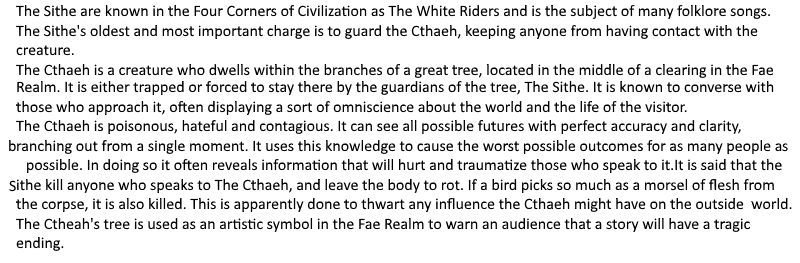 The Sithe are known in the Four Corners of Civilization as The White Riders and is the subject of many folklore songs.
The Sithe's oldest and most important charge is to guard the Cthaeh, keeping anyone from having contact with the
creature.
The Cthaeh is a creature who dwells within the branches of a great tree, located in the middle of a clearing in the Fae
Realm. It is either trapped or forced to stay there by the guardians of the tree, The Sithe. It is known to converse with
those who approach it, often displaying a sort of omniscience about the world and the life of the visitor.
The Cthaeh is poisonous, hateful and contagious. It can see all possible futures with perfect accuracy and clarity,
branching out from a single moment. It uses this knowledge to cause the worst possible outcomes for as many people as
possible. In doing so it often reveals information that will hurt and traumatize those who speak to it.It is said that the
Sithe kill anyone who speaks to The Cthaeh, and leave the body to rot. If a bird picks so much as a morsel of flesh from
the corpse, it is also killed. This is apparently done to thwart any influence the Cthaeh might have on the outside world.
The Ctheah's tree is used as an artistic symbol in the Fae Realm to warn an audience that a story will have a tragic
ending.